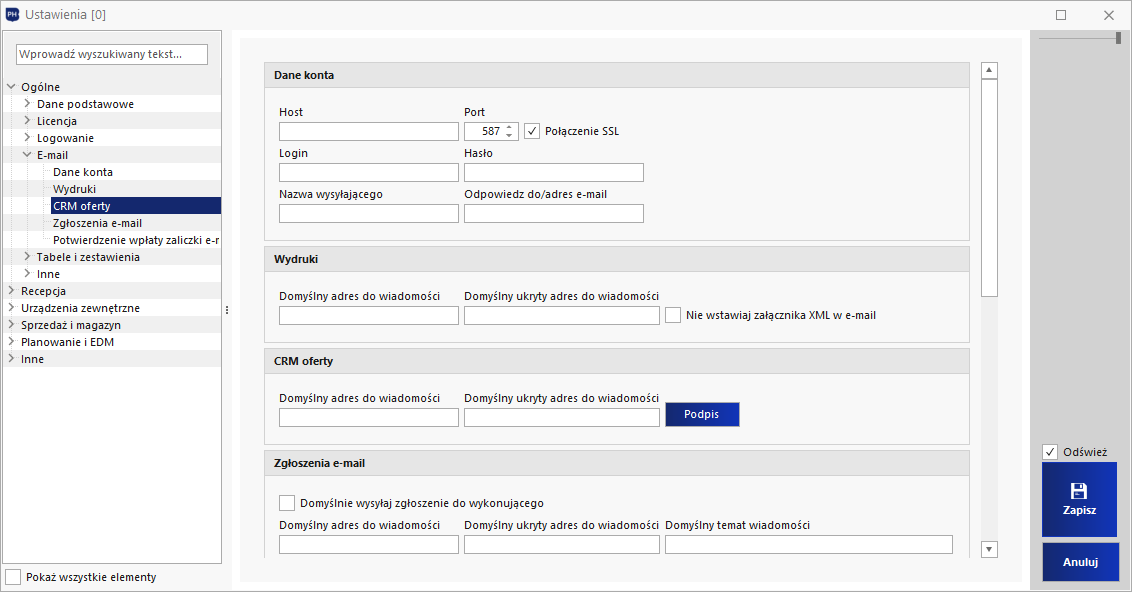 PH
Ustawienia [0]
Wprowadź wyszukiwany tekst...
Ogólne
Dane podstawowe
Licencja
Logowanie
E-mail
Dane konta
Wydruki
CRM oferty
Zgłoszenia e-mail
Potwierdzenie wpłaty zaliczki e-r
Tabele i zestawienia
Inne
Recepcja
Urządzenia zewnętrzne
Sprzedaż i magazyn
Planowanie i EDM
Inne
Pokaż wszystkie elementy
Dane konta
Host Port
587 Połączenie SSL
Login Hasło
Nazwa wysyłającego Odpowiedz do/adres e-mail
Wydruki
Domyślny adres do wiadomości Domyślny ukryty adres do wiadomości
Nie wstawiaj załącznika XML w e-mail
CRM oferty
Domyślny adres do wiadomości Domyślny ukryty adres do wiadomości
Podpis
Zgłoszenia e-mail
Domyślnie wysyłaj zgłoszenie do wykonującego
Domyślny adres do wiadomości Domyślny ukryty adres do wiadomości Domyślny temat wiadomości
Odśwież
Zapisz
Anuluj